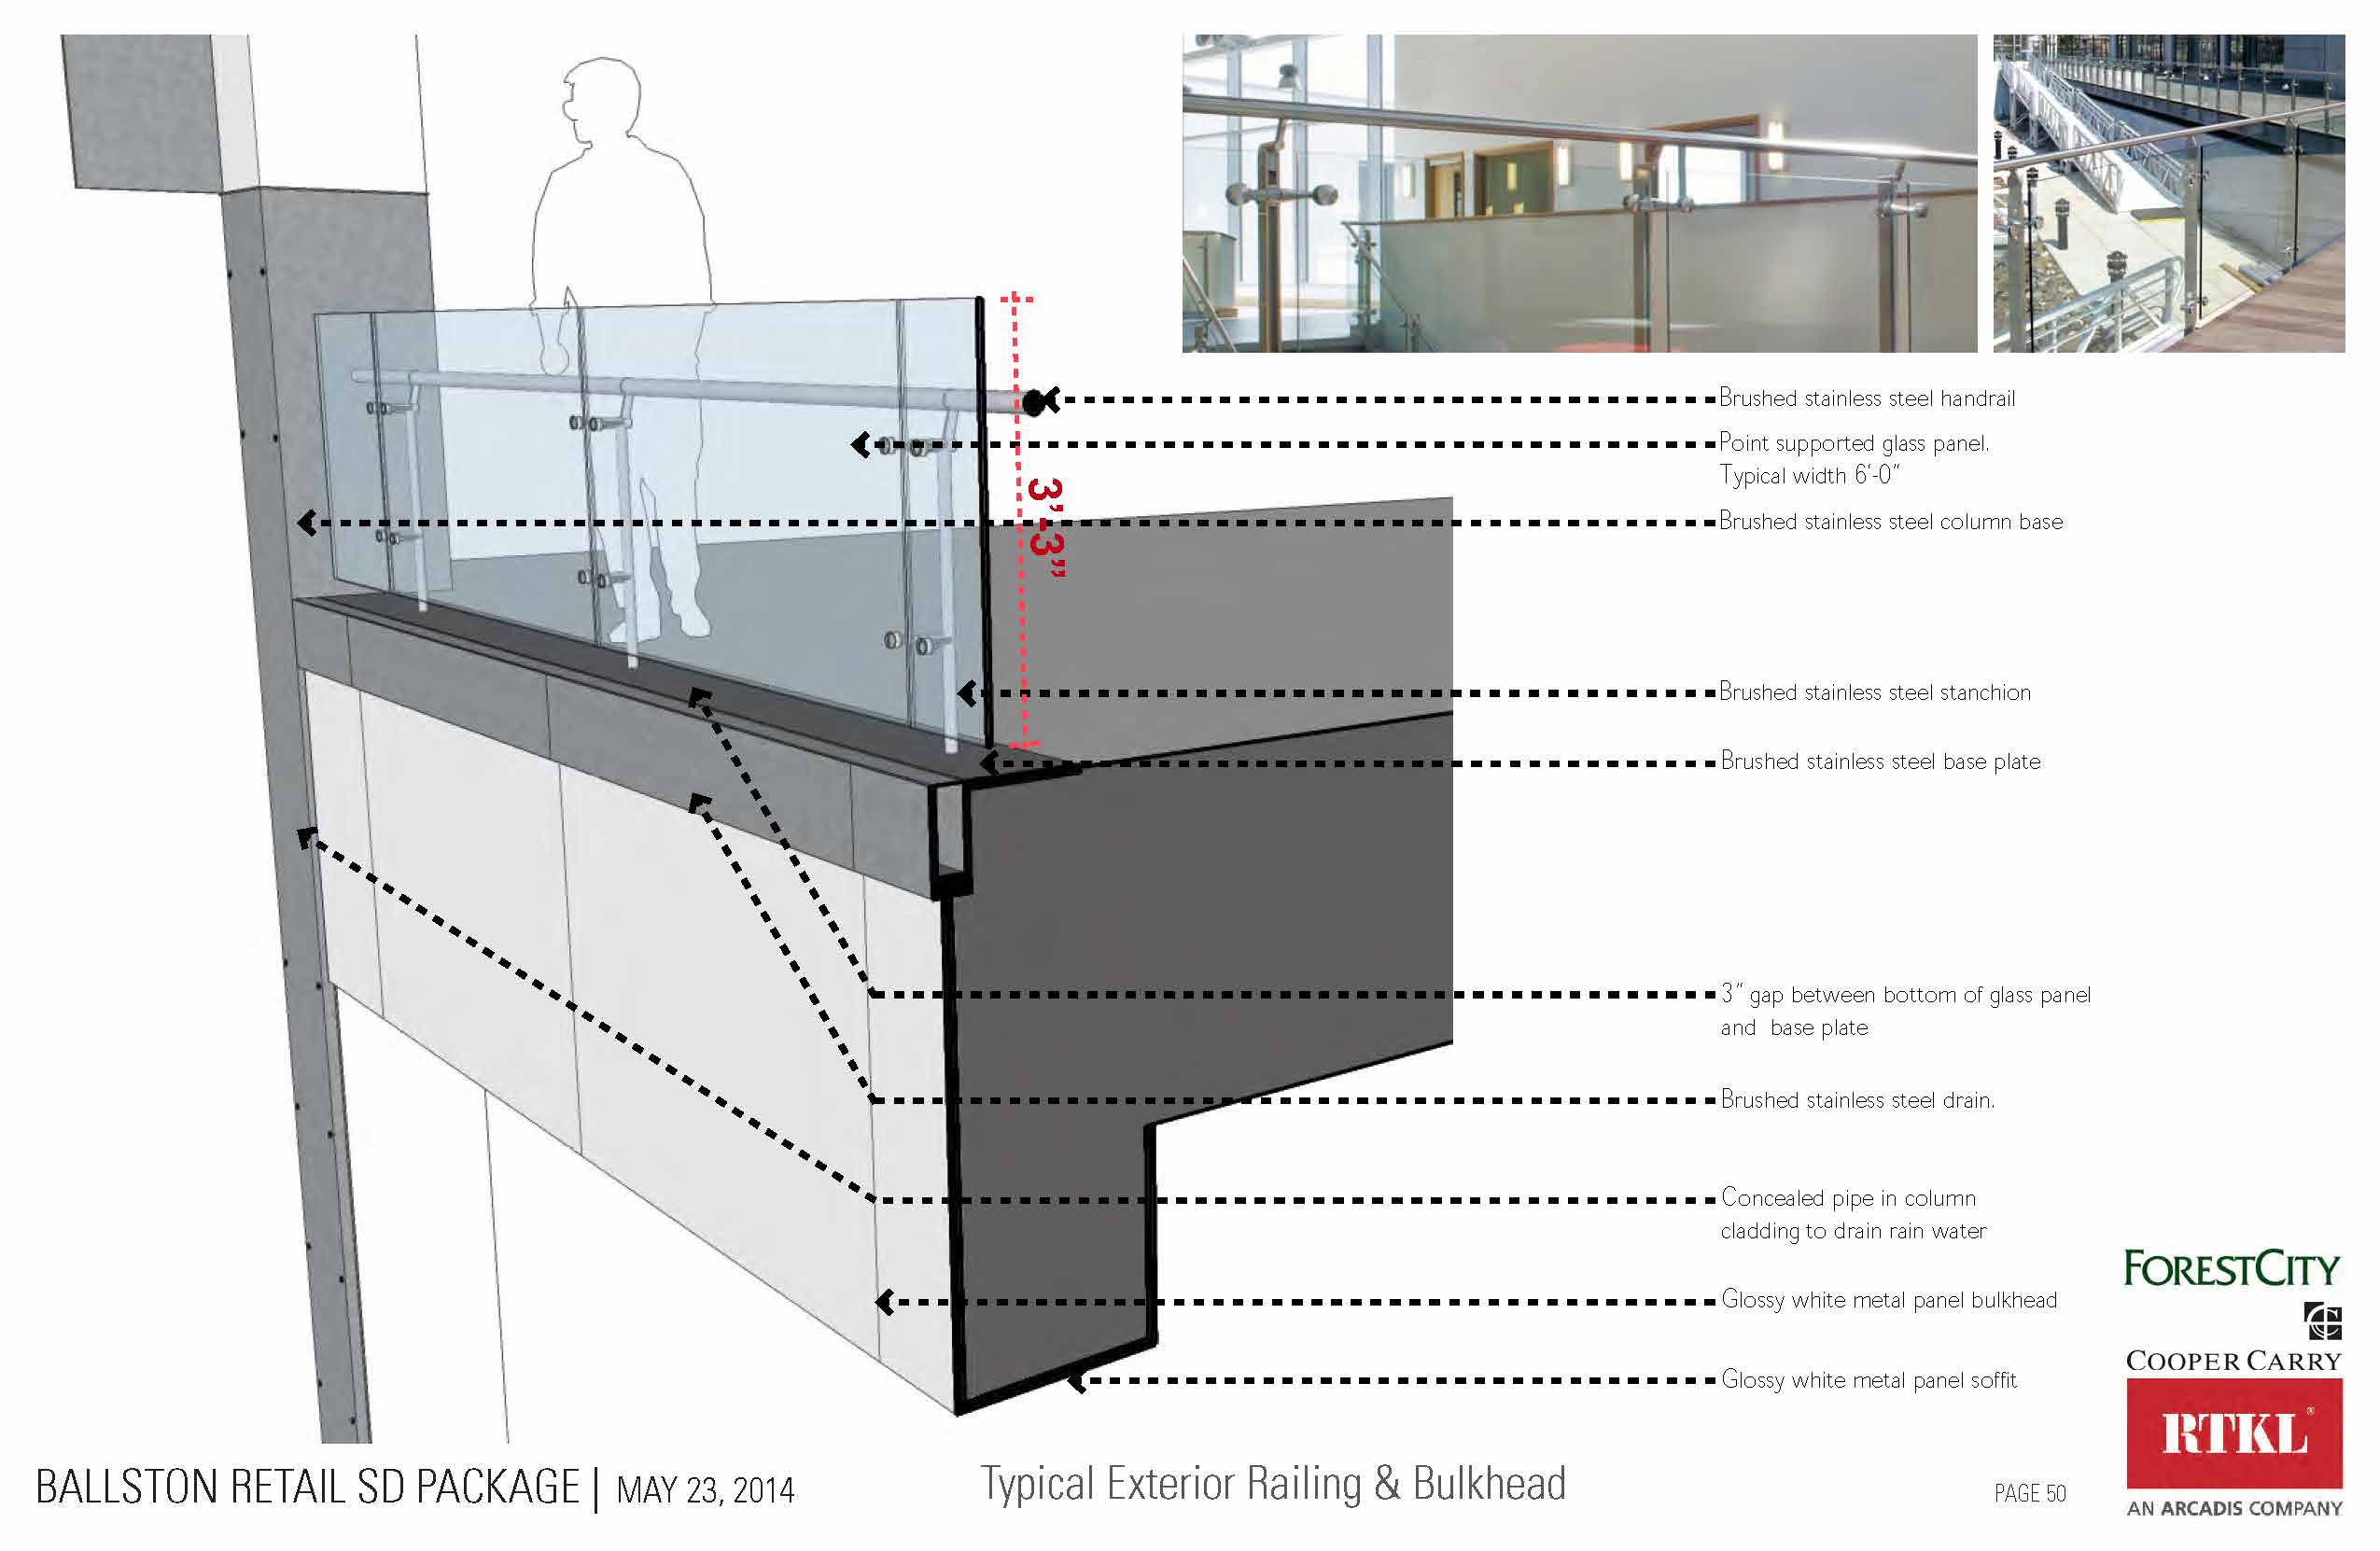 3'-3"
Brushed stainless steel handrail
Point supported glass panel.
Typical width 6'-0"
Brushed stainless steel column base
Brushed stainless steel stanchion
Brushed stainless steel base plate
3" gap between bottom of glass panel
and base plate
Brushed stainless steel drain.
Concealed pipe in column
cladding to drain rain water
Glossy white metal panel bulkhead
Glossy white metal panel soffit
FORESTCITY
COOPER CARRY
RTKL®
AN ARCADIS COMPANY
BALLSTON RETAIL SD PACKAGE | MAY 23, 2014
Typical Exterior Railing & Bulkhead
PAGE 50